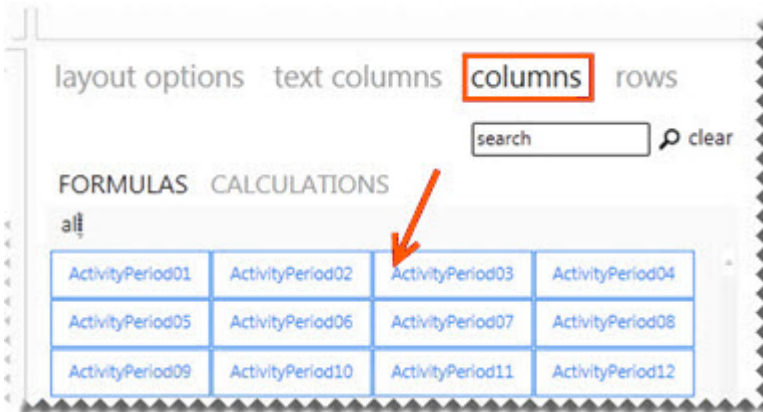 layout options text columns columns rows
search clear
FORMULAS CALCULATIONS
all
ActivityPeriod01 ActivityPeriod02 ActivityPeriod03 ActivityPeriod04
ActivityPeriod05 ActivityPeriod06 ActivityPeriod07 ActivityPeriod08
ActivityPeriod09 ActivityPeriod10 ActivityPeriod11 ActivityPeriod12